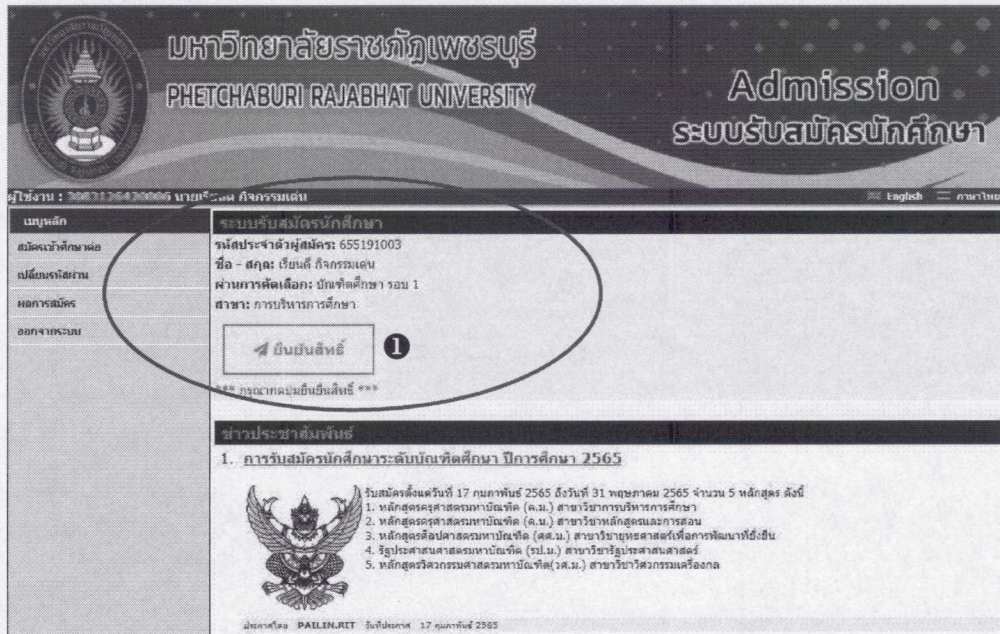 มหาวิทยาลัยราชภัฏเพชรบุรี
PHETCHABURI RAJABHAT UNIVERSITY
Admission
ระบบรับสมัครนักศึกษา
ผู้ใช้งาน : กิจกรรมเด่น
English ภาษาไทย
เมนูหลัก
สมัครเข้าศึกษาต่อ
เปลี่ยนรหัสผ่าน
ผลการสมัคร
ออกจากระบบ
ระบบรับสมัครนักศึกษา
รหัสประจำตัวผู้สมัคร: 655191003
ชื่อ - สกุล: เรียนดี กิจกรรมเด่น
ผ่านการคัดเลือก: บัณฑิตศึกษา รอบ 1
สาขา: การบริหารการศึกษา
ยืนยันสิทธิ์ ❶
*** กรุณากดปุ่มยืนยันสิทธิ์ ***
ข่าวประชาสัมพันธ์
1. การรับสมัครนักศึกษาระดับบัณฑิตศึกษา ปีการศึกษา 2565
รับสมัครตั้งแต่วันที่ 17 กุมภาพันธ์ 2565 ถึงวันที่ 31 พฤษภาคม 2565 จำนวน 5 หลักสูตร ดังนี้
1. หลักสูตรครุศาสตรมหาบัณฑิต (ค.ม.) สาขาวิชาการบริหารการศึกษา
2. หลักสูตรครุศาสตรมหาบัณฑิต (ค.ม.) สาขาวิชาหลักสูตรและการสอน
3. หลักสูตรศิลปศาสตรมหาบัณฑิต (ศศ.ม.) สาขาวิชายุทธศาสตร์เพื่อการพัฒนาที่ยั่งยืน
4. รัฐประศาสนศาสตรมหาบัณฑิต (รป.ม.) สาขาวิชารัฐประศาสนศาสตร์
5. หลักสูตรวิศวกรรมศาสตรมหาบัณฑิต(วศ.ม.) สาขาวิชาวิศวกรรมเครื่องกล
ประกาศโดย PAILIN.RIT วันที่ประกาศ 17 กุมภาพันธ์ 2565